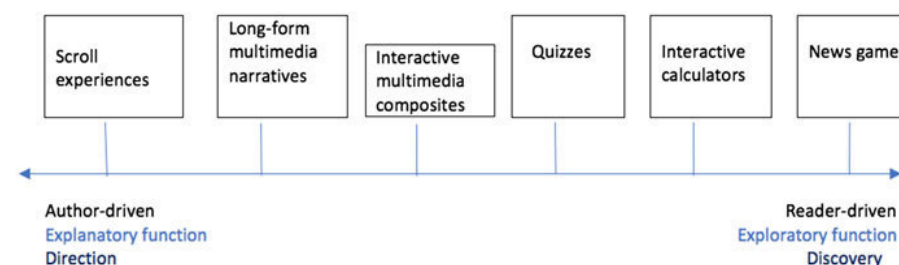 Scroll
experiences
Long-form
multimedia
narratives
Interactive
multimedia
composites
Quizzes
Interactive
calculators
News game
Author-driven
Explanatory function
Direction
Reader-driven
Exploratory function
Discovery